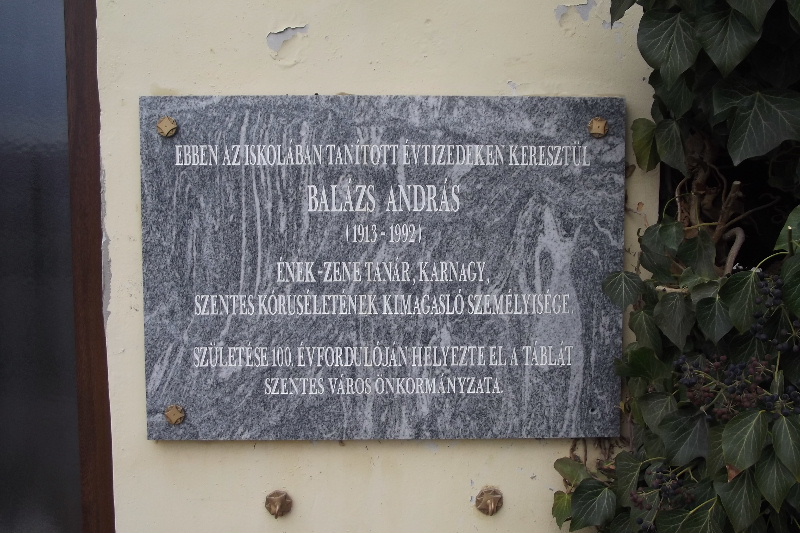 EBBEN AZ ISKOLÁBAN TANÍTOTT ÉVTIZEDEKEN KERESZTÜL
BALÁZS ANDRÁS
(1913 - 1992)
ÉNEK-ZENE TANÁR, KARNAGY,
SZENTES KÓRUSÉLETÉNEK KIMAGASLÓ SZEMÉLYISÉGE.
SZÜLETÉSE 100. ÉVFORDULÓJÁN HELYEZTE EL A TÁBLÁT
SZENTES VÁROS ÖNKORMÁNYZATA.